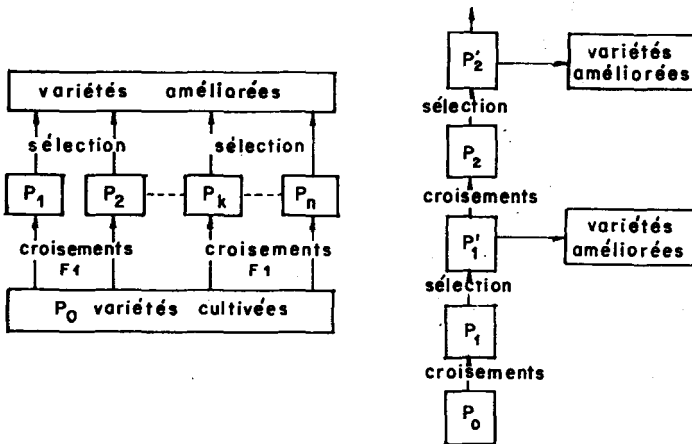 variétés améliorées
sélection sélection
P1 P2 Pk Pn
croisements croisements
F1 F1
P0 variétés cultivées
P'2
variétés
améliorées
sélection
P2
croisements
P'1
variétés
améliorées
sélection
P1
croisements
P0